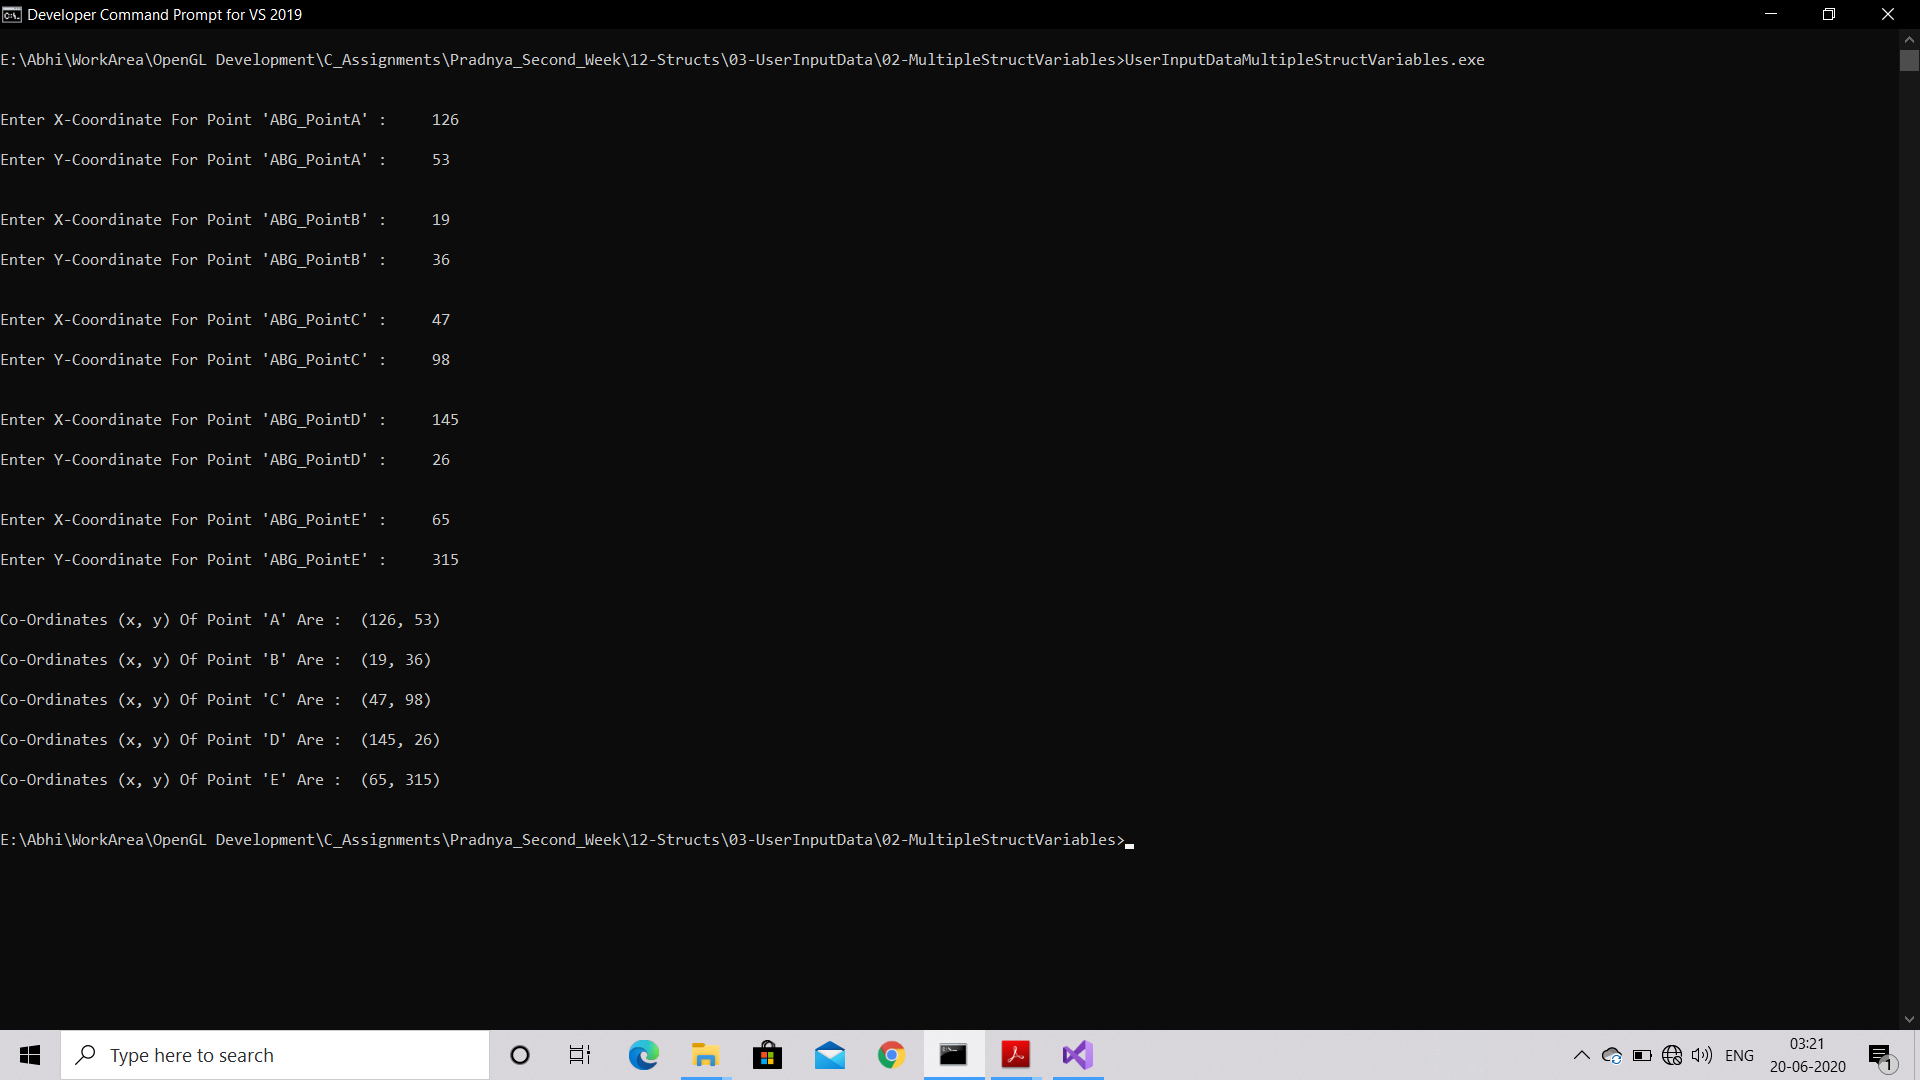 Developer Command Prompt for VS 2019
E:\Abhi\WorkArea\OpenGL Development\C_Assignments\Pradnya_Second_Week\12-Structs\03-UserInputData\02-MultipleStructVariables>UserInputDataMultipleStructVariables.exe
Enter X-Coordinate For Point 'ABG_PointA' : 126
Enter Y-Coordinate For Point 'ABG_PointA' : 53
Enter X-Coordinate For Point 'ABG_PointB' : 19
Enter Y-Coordinate For Point 'ABG_PointB' : 36
Enter X-Coordinate For Point 'ABG_PointC' : 47
Enter Y-Coordinate For Point 'ABG_PointC' : 98
Enter X-Coordinate For Point 'ABG_PointD' : 145
Enter Y-Coordinate For Point 'ABG_PointD' : 26
Enter X-Coordinate For Point 'ABG_PointE' : 65
Enter Y-Coordinate For Point 'ABG_PointE' : 315
Co-Ordinates (x, y) Of Point 'A' Are : (126, 53)
Co-Ordinates (x, y) Of Point 'B' Are : (19, 36)
Co-Ordinates (x, y) Of Point 'C' Are : (47, 98)
Co-Ordinates (x, y) Of Point 'D' Are : (145, 26)
Co-Ordinates (x, y) Of Point 'E' Are : (65, 315)
E:\Abhi\WorkArea\OpenGL Development\C_Assignments\Pradnya_Second_Week\12-Structs\03-UserInputData\02-MultipleStructVariables>
Type here to search
ENG
03:21
20-06-2020
1